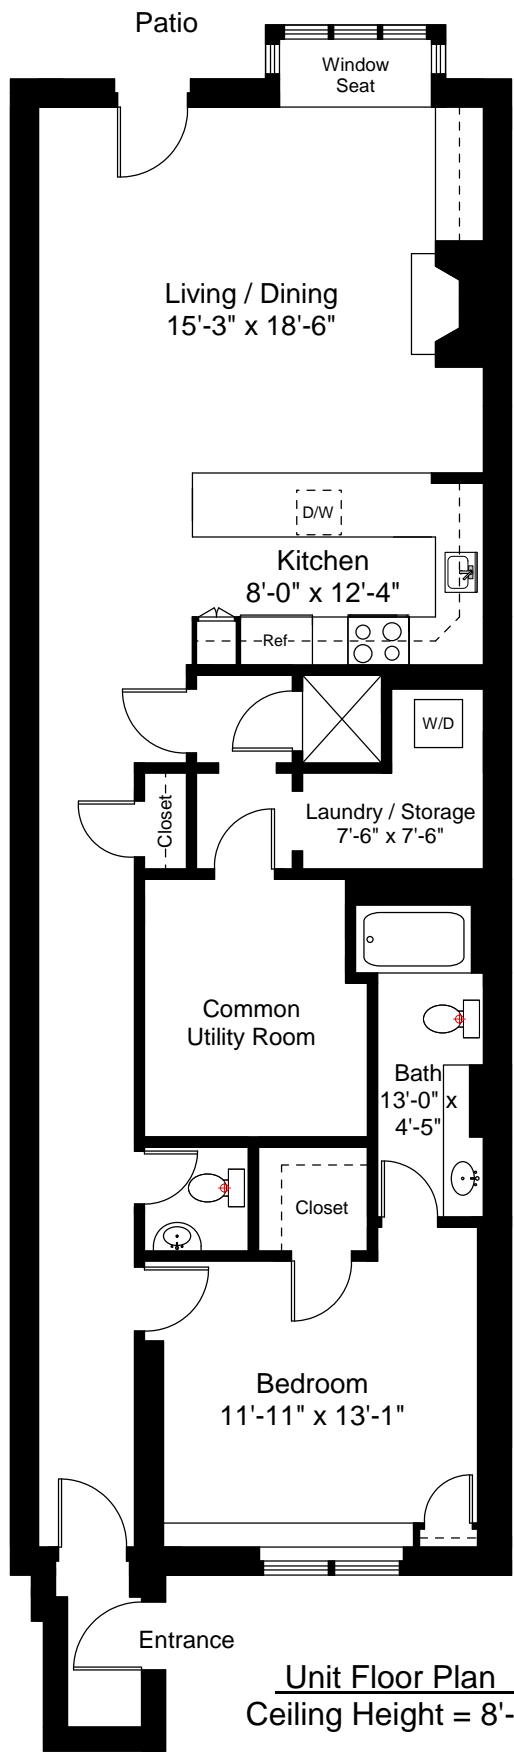 Patio
Window
Seat
Living / Dining
15'-3" x 18'-6"
D/W
Kitchen
8'-0" x 12'-4"
Ref
W/D
Closet
Laundry / Storage
7'-6" x 7'-6"
Common
Utility Room
Bath
13'-0" x
4'-5"
Closet
Bedroom
11'-11" x 13'-1"
Entrance
Unit Floor Plan
Ceiling Height = 8'-